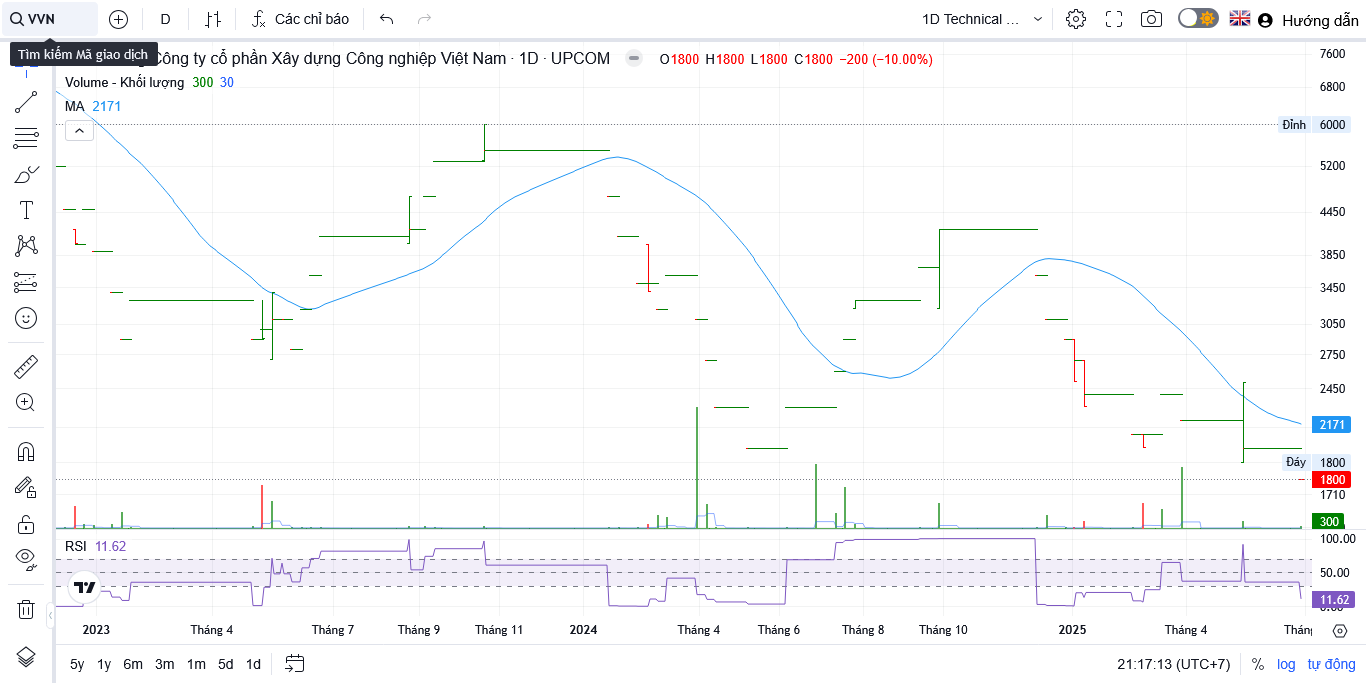 VVN D Các chỉ báo 1D Technical ... Hướng dẫn
Tìm kiếm Mã giao dịch
Công ty cổ phần Xây dựng Công nghiệp Việt Nam · 1D · UPCOM O1800 H1800 L1800 C1800 −200 (−10.00%)
Volume - Khối lượng 300 30
MA 2171
7600
6800
Đỉnh 6000
5200
4450
3850
3450
3050
2750
2450
2171
Đáy 1800
1800
1710
300
RSI 11.62
100.00
50.00
11.62
0.00
2023 Tháng 4 Tháng 7 Tháng 9 Tháng 11 2024 Tháng 4 Tháng 6 Tháng 8 Tháng 10 2025 Tháng 4 Thán
5y 1y 6m 3m 1m 5d 1d 21:17:13 (UTC+7) % log tự động